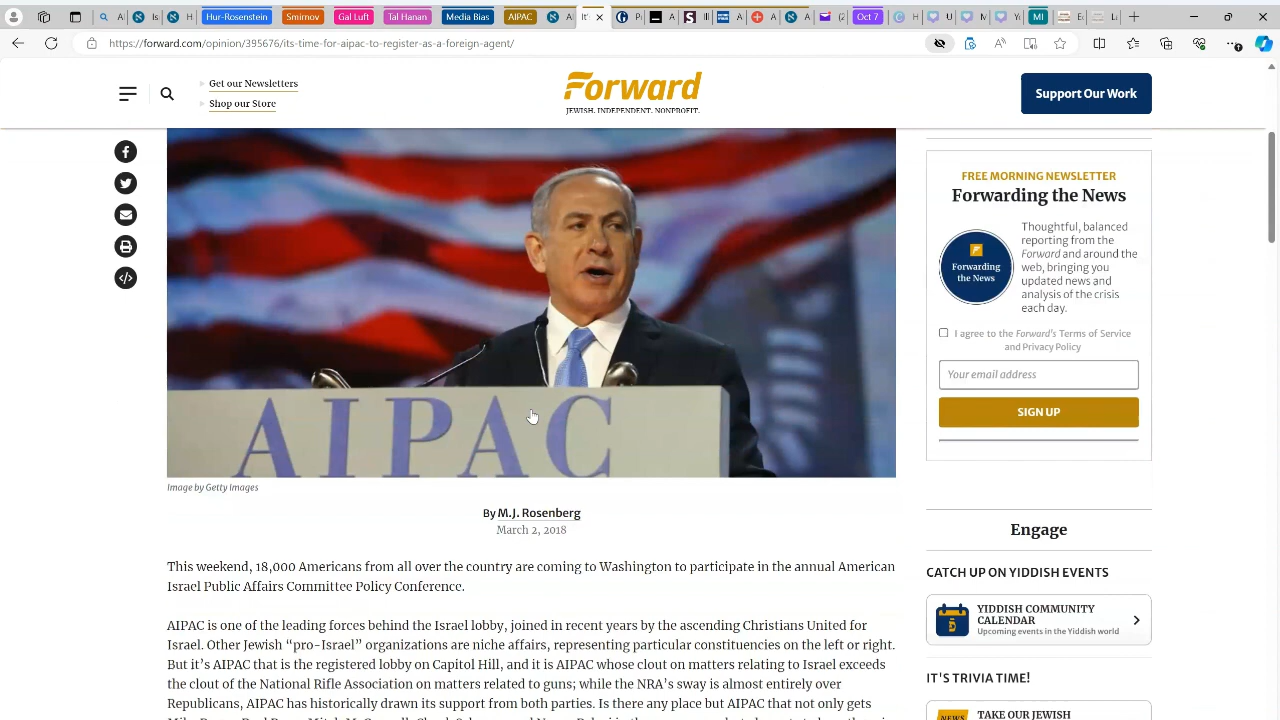 Hur-Rosenstein
Smirnov
Gal Luft
Tal Hanan
Media Bias
AIPAC
It's
Oct 7
MI
https://forward.com/opinion/395676/its-time-for-aipac-to-register-as-a-foreign-agent/
Get our Newsletters
Shop our Store
Forward
JEWISH. INDEPENDENT. NONPROFIT.
Support Our Work
AIPAC
Image by Getty Images
By M.J. Rosenberg
March 2, 2018
This weekend, 18,000 Americans from all over the country are coming to Washington to participate in the annual American
Israel Public Affairs Committee Policy Conference.
AIPAC is one of the leading forces behind the Israel lobby, joined in recent years by the ascending Christians United for
Israel. Other Jewish “pro-Israel” organizations are niche affairs, representing particular constituencies on the left or right.
But it’s AIPAC that is the registered lobby on Capitol Hill, and it is AIPAC whose clout on matters relating to Israel exceeds
the clout of the National Rifle Association on matters related to guns; while the NRA’s sway is almost entirely over
Republicans, AIPAC has historically drawn its support from both parties. Is there any place but AIPAC that not only gets
FREE MORNING NEWSLETTER
Forwarding the News
Forwarding
the News
Thoughtful, balanced
reporting from the
Forward and around the
web, bringing you
updated news and
analysis of the crisis
each day.
I agree to the Forward's Terms of Service
and Privacy Policy
Your email address
SIGN UP
Engage
CATCH UP ON YIDDISH EVENTS
YIDDISH COMMUNITY
CALENDAR
Upcoming events in the Yiddish world
IT'S TRIVIA TIME!
NEWS
TAKE OUR JEWISH